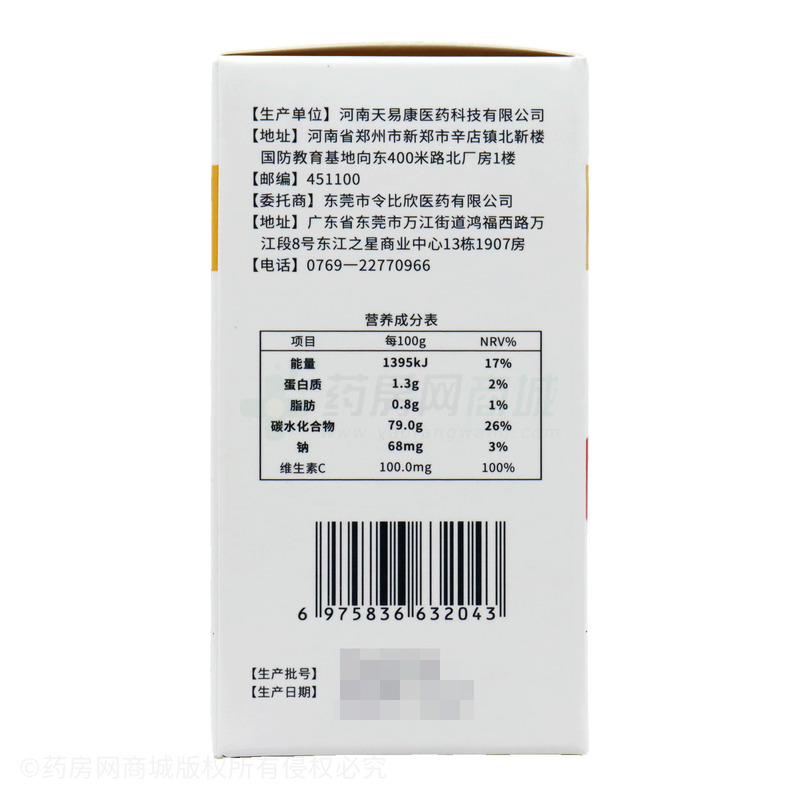 【生产单位】河南天易康医药科技有限公司
【地址】河南省郑州市新郑市辛店镇北靳楼
国防教育基地向东400米路北厂房1楼
【邮编】451100
【委托商】东莞市令比欣医药有限公司
【地址】广东省东莞市万江街道鸿福西路万
江段8号东江之星商业中心13栋1907房
【电话】0769—22770966
营养成分表
项目 每100g NRV%
能量 1395kJ 17%
蛋白质 1.3g 2%
脂肪 0.8g 1%
碳水化合物 79.0g 26%
钠 68mg 3%
维生素C 100.0mg 100%
药房网商城
6 975836 632043
【生产批号】
【生产日期】
©药房网商城版权所有侵权必究